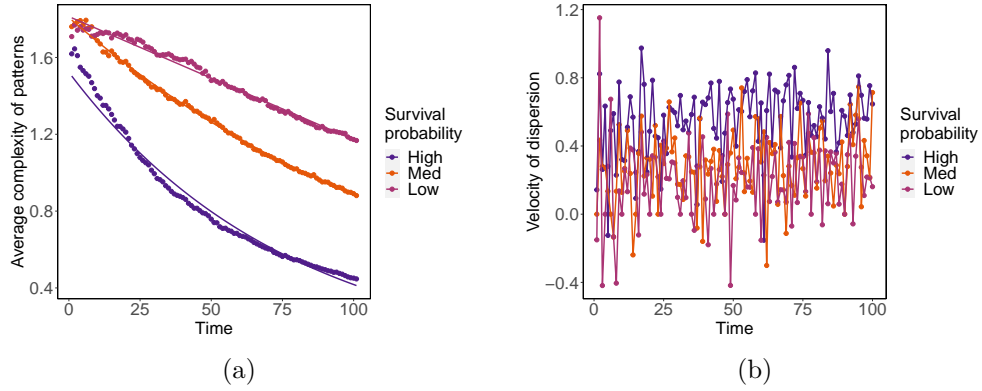 Average complexity of patterns
1.6
1.2
0.8
0.4
0
25
50
75
100
Time
Survival
probability
High
Med
Low
(a)
Velocity of dispersion
1.2
0.8
0.4
0.0
−0.4
0
25
50
75
100
Time
Survival
probability
High
Med
Low
(b)